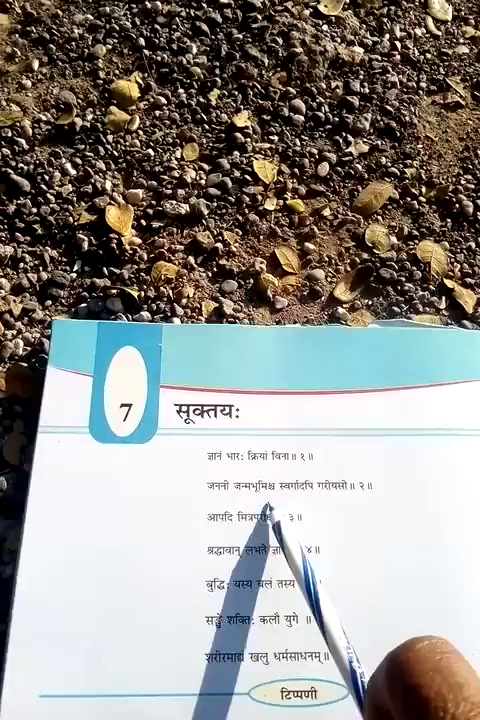 7
सूक्तयः
ज्ञानं भारः क्रियां विना॥ १॥
जननी जन्मभूमिश्च स्वर्गादपि गरीयसी॥ २॥
आपदि ३॥
श्रद्धावान् लभते ४॥
बुद्धिः यस्य बलं तस्य
सङ्घे शक्तिः कलौ युगे ॥
शरीरमाद्यं खलु धर्मसाधनम्॥
टिप्पणी